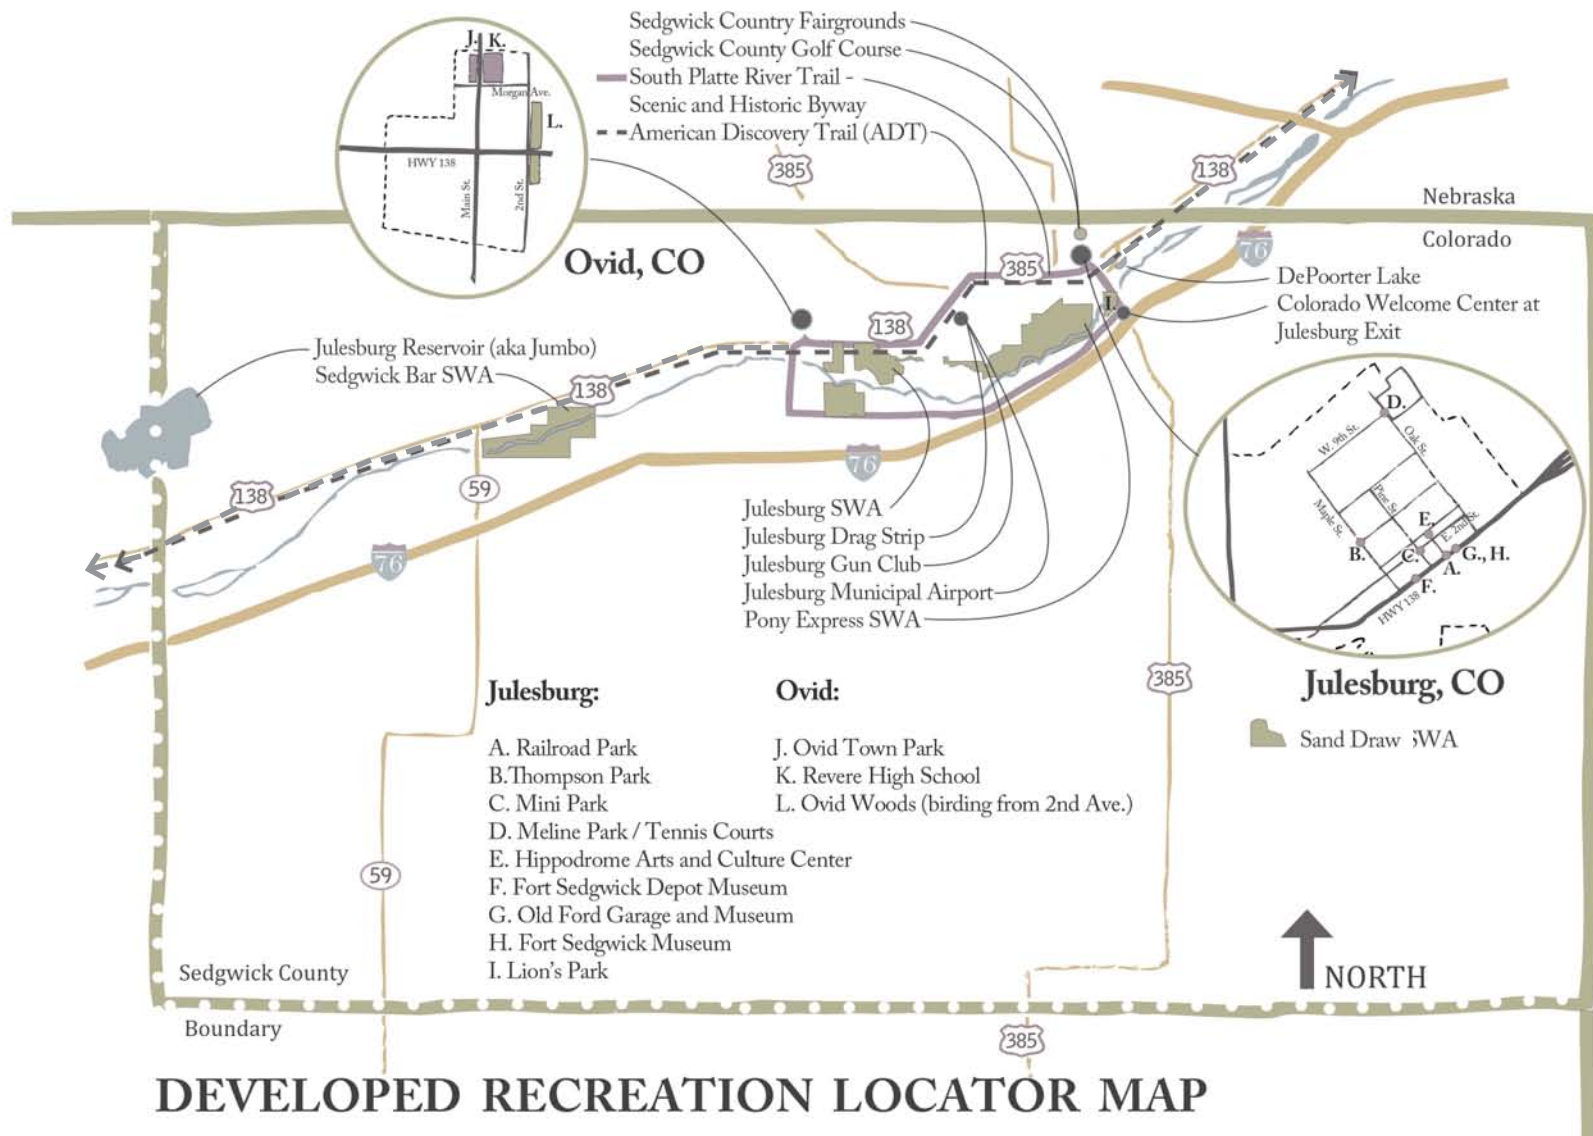 Sedgwick Country Fairgrounds
Sedgwick County Golf Course
South Platte River Trail -
Scenic and Historic Byway
American Discovery Trail (ADT)
J. K.
Morgan Ave.
L.
HWY 138
Main St.
2nd St.
Ovid, CO
385
138
Nebraska
Colorado
76
385
DePoorter Lake
Colorado Welcome Center at
Julesburg Exit
I.
138
Julesburg Reservoir (aka Jumbo)
Sedgwick Bar SWA
138
138
59
76
76
Julesburg SWA
Julesburg Drag Strip
Julesburg Gun Club
Julesburg Municipal Airport
Pony Express SWA
D.
W. 9th St.
Oak St.
Pine St.
Maple St.
E.
E. 2nd St.
B.
C.
G., H.
A.
F.
HWY 138
Julesburg, CO
Sand Draw SWA
385
Julesburg:
A. Railroad Park
B.Thompson Park
C. Mini Park
D. Meline Park / Tennis Courts
E. Hippodrome Arts and Culture Center
F. Fort Sedgwick Depot Museum
G. Old Ford Garage and Museum
H. Fort Sedgwick Museum
I. Lion's Park
Ovid:
J. Ovid Town Park
K. Revere High School
L. Ovid Woods (birding from 2nd Ave.)
59
Sedgwick County
Boundary
NORTH
385
DEVELOPED RECREATION LOCATOR MAP